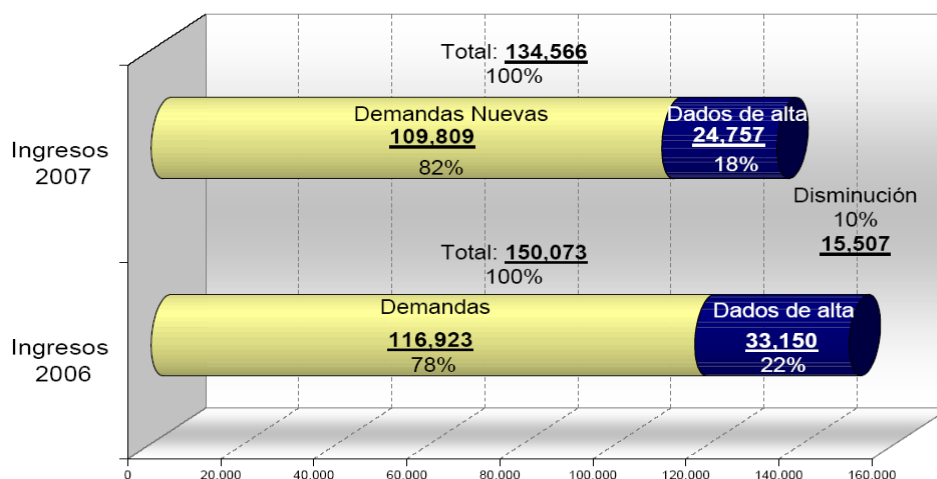 Total: 134,566
100%
Demandas Nuevas
109,809
82%
Dados de alta
24,757
18%
Ingresos
2007
Disminución
10%
15,507
Total: 150,073
100%
Demandas
116,923
78%
Dados de alta
33,150
22%
Ingresos
2006
0 20.000 40.000 60.000 80.000 100.000 120.000 140.000 160.000